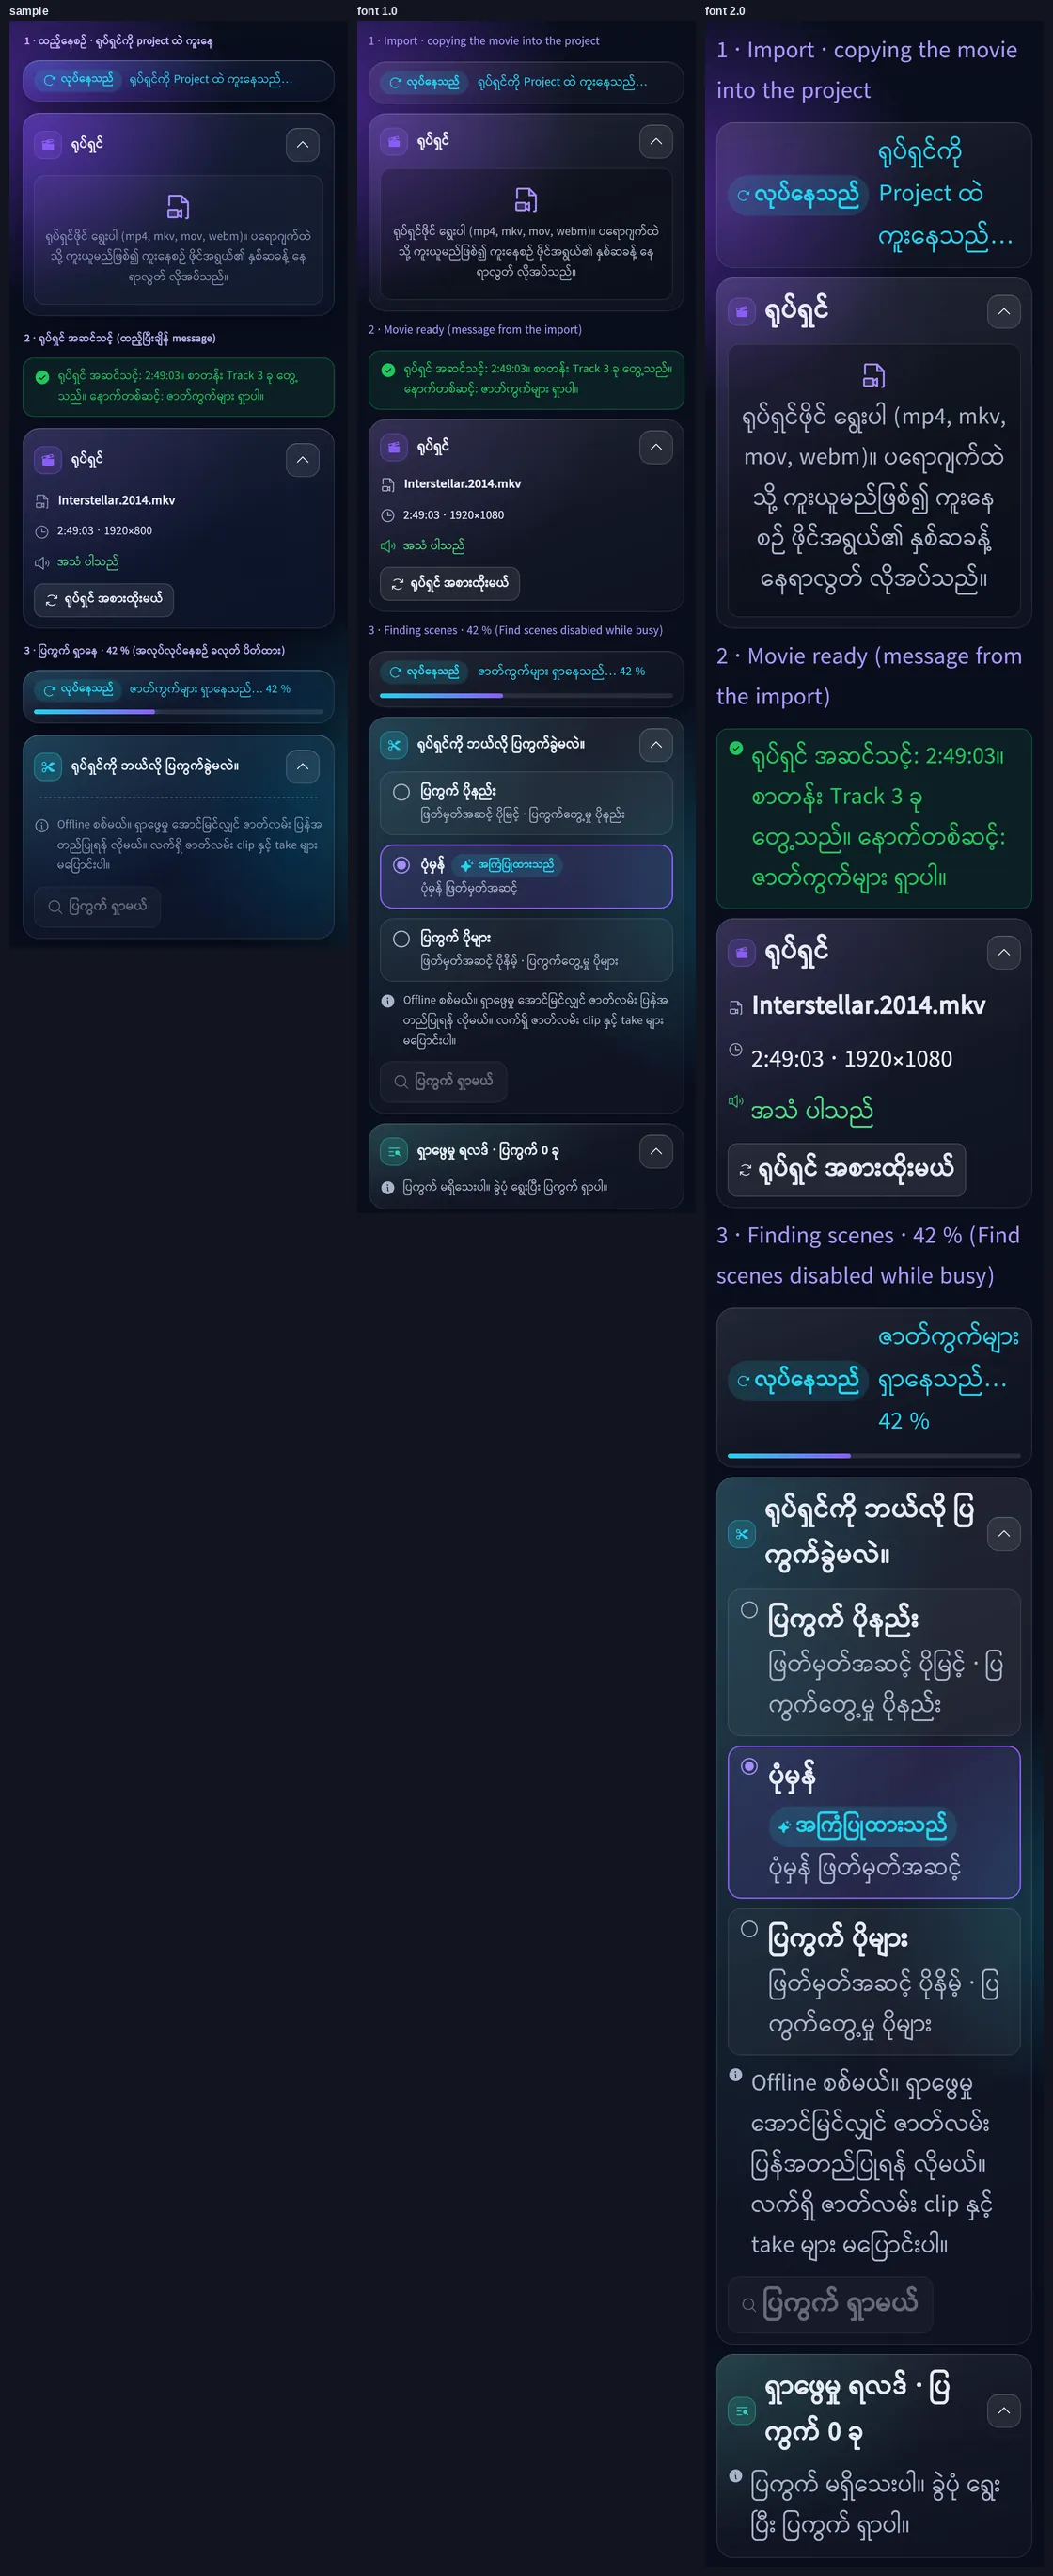 sample
1 · ထည့်နေစဉ် · ရုပ်ရှင်ကို project ထဲ ကူးနေ
လုပ်နေသည်
ရုပ်ရှင်ကို Project ထဲ ကူးနေသည်…
ရုပ်ရှင်
ရုပ်ရှင်ဖိုင် ရွေးပါ (mp4, mkv, mov, webm)။ ပရောဂျက်ထဲ
သို့ ကူးယူမည်ဖြစ်၍ ကူးနေစဉ် ဖိုင်အရွယ်၏ နှစ်ဆခန့် နေ
ရာလွတ် လိုအပ်သည်။
2 · ရုပ်ရှင် အဆင်သင့် (ထည့်ပြီးချိန် message)
ရုပ်ရှင် အဆင်သင့်: 2:49:03။ စာတန်း Track 3 ခု တွေ့
သည်။ နောက်တစ်ဆင့်: ဇာတ်ကွက်များ ရှာပါ။
ရုပ်ရှင်
Interstellar.2014.mkv
2:49:03 · 1920×800
အသံ ပါသည်
ရုပ်ရှင် အစားထိုးမယ်
3 · ပြကွက် ရှာနေ · 42 % (အလုပ်လုပ်နေစဉ် ခလုတ် ပိတ်ထား)
လုပ်နေသည်
ဇာတ်ကွက်များ ရှာနေသည်… 42 %
ရုပ်ရှင်ကို ဘယ်လို ပြကွက်ခွဲမလဲ။
Offline စစ်မယ်။ ရှာဖွေမှု အောင်မြင်လျှင် ဇာတ်လမ်း ပြန်အ
တည်ပြုရန် လိုမယ်။ လက်ရှိ ဇာတ်လမ်း clip နှင့် take များ
မပြောင်းပါ။
ပြကွက် ရှာမယ်
font 1.0
1 · Import · copying the movie into the project
လုပ်နေသည်
ရုပ်ရှင်ကို Project ထဲ ကူးနေသည်…
ရုပ်ရှင်
ရုပ်ရှင်ဖိုင် ရွေးပါ (mp4, mkv, mov, webm)။ ပရောဂျက်ထဲ
သို့ ကူးယူမည်ဖြစ်၍ ကူးနေစဉ် ဖိုင်အရွယ်၏ နှစ်ဆခန့် နေ
ရာလွတ် လိုအပ်သည်။
2 · Movie ready (message from the import)
ရုပ်ရှင် အဆင်သင့်: 2:49:03။ စာတန်း Track 3 ခု တွေ့သည်။
နောက်တစ်ဆင့်: ဇာတ်ကွက်များ ရှာပါ။
ရုပ်ရှင်
Interstellar.2014.mkv
2:49:03 · 1920×1080
အသံ ပါသည်
ရုပ်ရှင် အစားထိုးမယ်
3 · Finding scenes · 42 % (Find scenes disabled while busy)
လုပ်နေသည်
ဇာတ်ကွက်များ ရှာနေသည်… 42 %
ရုပ်ရှင်ကို ဘယ်လို ပြကွက်ခွဲမလဲ။
ပြကွက် ပိုနည်း
ဖြတ်မှတ်အဆင့် ပိုမြင့် · ပြကွက်တွေ့မှု ပိုနည်း
ပုံမှန်
အကြံပြုထားသည်
ပုံမှန် ဖြတ်မှတ်အဆင့်
ပြကွက် ပိုများ
ဖြတ်မှတ်အဆင့် ပိုနိမ့် · ပြကွက်တွေ့မှု ပိုများ
Offline စစ်မယ်။ ရှာဖွေမှု အောင်မြင်လျှင် ဇာတ်လမ်း ပြန်အ
တည်ပြုရန် လိုမယ်။ လက်ရှိ ဇာတ်လမ်း clip နှင့် take များ
မပြောင်းပါ။
ပြကွက် ရှာမယ်
ရှာဖွေမှု ရလဒ် · ပြကွက် 0 ခု
ပြကွက် မရှိသေးပါ။ ခွဲပုံ ရွေးပြီး ပြကွက် ရှာပါ။
font 2.0
1 · Import · copying the movie
into the project
လုပ်နေသည်
ရုပ်ရှင်ကို
Project ထဲ
ကူးနေသည်…
ရုပ်ရှင်
ရုပ်ရှင်ဖိုင် ရွေးပါ (mp4, mkv,
mov, webm)။ ပရောဂျက်ထဲ
သို့ ကူးယူမည်ဖြစ်၍ ကူးနေ
စဉ် ဖိုင်အရွယ်၏ နှစ်ဆခန့်
နေရာလွတ် လိုအပ်သည်။
2 · Movie ready (message from
the import)
ရုပ်ရှင် အဆင်သင့်: 2:49:03။
စာတန်း Track 3 ခု
တွေ့သည်။ နောက်တစ်ဆင့်:
ဇာတ်ကွက်များ ရှာပါ။
ရုပ်ရှင်
Interstellar.2014.mkv
2:49:03 · 1920×1080
အသံ ပါသည်
ရုပ်ရှင် အစားထိုးမယ်
3 · Finding scenes · 42 % (Find
scenes disabled while busy)
လုပ်နေသည်
ဇာတ်ကွက်များ
ရှာနေသည်…
42 %
ရုပ်ရှင်ကို ဘယ်လို ပြ
ကွက်ခွဲမလဲ။
ပြကွက် ပိုနည်း
ဖြတ်မှတ်အဆင့် ပိုမြင့် · ပြ
ကွက်တွေ့မှု ပိုနည်း
ပုံမှန်
အကြံပြုထားသည်
ပုံမှန် ဖြတ်မှတ်အဆင့်
ပြကွက် ပိုများ
ဖြတ်မှတ်အဆင့် ပိုနိမ့် · ပြ
ကွက်တွေ့မှု ပိုများ
Offline စစ်မယ်။ ရှာဖွေမှု
အောင်မြင်လျှင် ဇာတ်လမ်း
ပြန်အတည်ပြုရန် လိုမယ်။
လက်ရှိ ဇာတ်လမ်း clip နှင့်
take များ မပြောင်းပါ။
ပြကွက် ရှာမယ်
ရှာဖွေမှု ရလဒ် · ပြ
ကွက် 0 ခု
ပြကွက် မရှိသေးပါ။ ခွဲပုံ ရွေး
ပြီး ပြကွက် ရှာပါ။